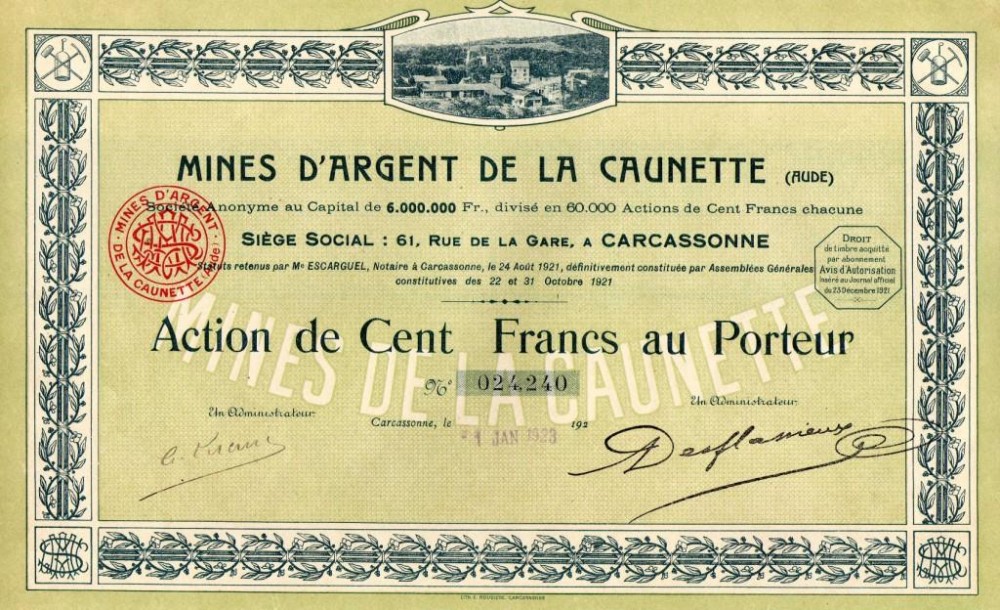 MINES D'ARGENT DE LA CAUNETTE (AUDE)
Société Anonyme au Capital de 6.000.000 Fr., divisé en 60.000 Actions de Cent Francs chacune
SIÈGE SOCIAL : 61, RUE DE LA GARE, A CARCASSONNE
Statuts retenus par Me ESCARGUEL, Notaire à Carcassonne, le 24 Août 1921, définitivement constituée par Assemblées Générales
constitutives des 22 et 31 Octobre 1921
MINES D'ARGENT
DE LA CAUNETTE (Aude)
DROIT
de timbre acquitté
par abonnement
Avis d'Autorisation
inséré au Journal officiel
du 23 Décembre 1921
MINES DE LA CAUNETTE
Action de Cent Francs au Porteur
No 024,240
Un Administrateur
Un Administrateur
Carcassonne, le 192
1 JAN 1923
LITH. E. ROUQUIE, CARCASSONNE